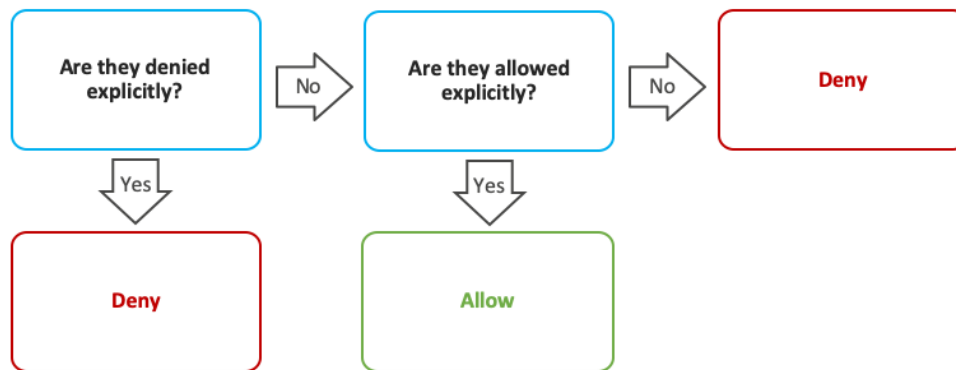 Are they denied
explicitly?
No
Are they allowed
explicitly?
No
Deny
Yes
Yes
Deny
Allow